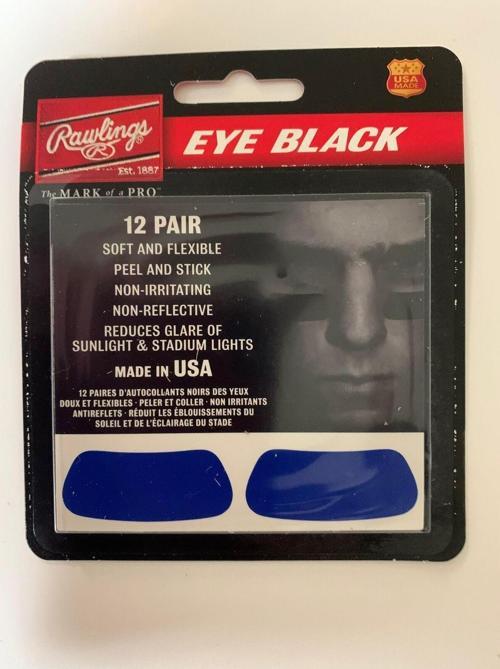 USA
MADE
Rawlings
R
Est. 1887
EYE BLACK
The MARK of a PRO™
12 PAIR
SOFT AND FLEXIBLE
PEEL AND STICK
NON-IRRITATING
NON-REFLECTIVE
REDUCES GLARE OF
SUNLIGHT & STADIUM LIGHTS
MADE IN USA
12 PAIRES D'AUTOCOLLANTS NOIRS DES YEUX
DOUX ET FLEXIBLES · PELER ET COLLER · NON IRRITANTS
ANTIREFLETS · RÉDUIT LES ÉBLOUISSEMENTS DU
SOLEIL ET DE L'ÉCLAIRAGE DU STADE